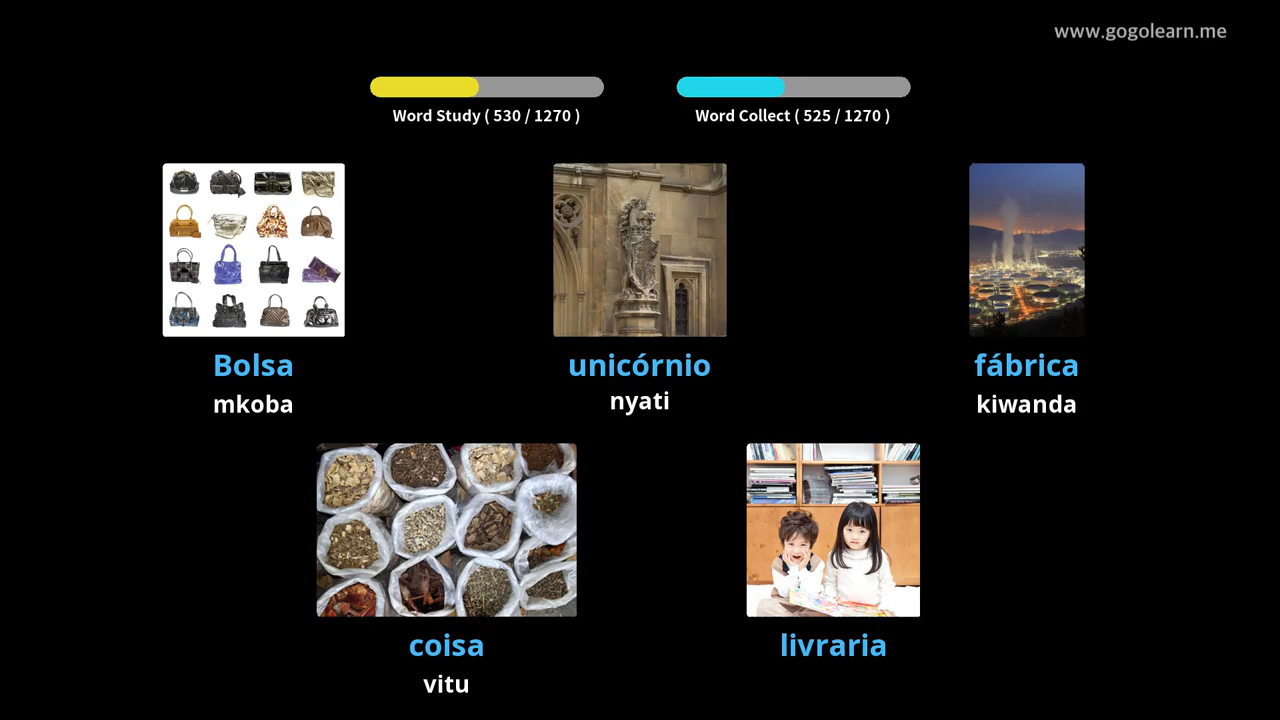 www.gogolearn.me
Word Study ( 530 / 1270 )
Word Collect ( 525 / 1270 )
Bolsa
mkoba
unicórnio
nyati
fábrica
kiwanda
coisa
vitu
livraria